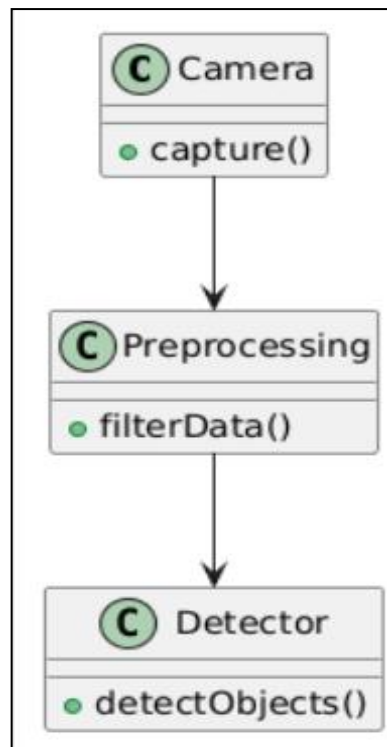 C Camera
capture()
C Preprocessing
filterData()
C Detector
detectObjects()